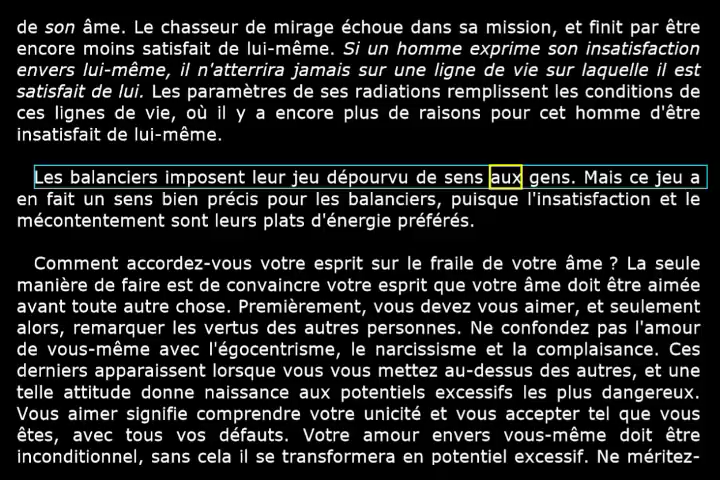 de son âme. Le chasseur de mirage échoue dans sa mission, et finit par être
encore moins satisfait de lui-même. Si un homme exprime son insatisfaction
envers lui-même, il n'atterrira jamais sur une ligne de vie sur laquelle il est
satisfait de lui. Les paramètres de ses radiations remplissent les conditions de
ces lignes de vie, où il y a encore plus de raisons pour cet homme d'être
insatisfait de lui-même.
Les balanciers imposent leur jeu dépourvu de sens aux gens. Mais ce jeu a
en fait un sens bien précis pour les balanciers, puisque l'insatisfaction et le
mécontentement sont leurs plats d'énergie préférés.
Comment accordez-vous votre esprit sur le fraile de votre âme ? La seule
manière de faire est de convaincre votre esprit que votre âme doit être aimée
avant toute autre chose. Premièrement, vous devez vous aimer, et seulement
alors, remarquer les vertus des autres personnes. Ne confondez pas l'amour
de vous-même avec l'égocentrisme, le narcissisme et la complaisance. Ces
derniers apparaissent lorsque vous vous mettez au-dessus des autres, et une
telle attitude donne naissance aux potentiels excessifs les plus dangereux.
Vous aimer signifie comprendre votre unicité et vous accepter tel que vous
êtes, avec tous vos défauts. Votre amour envers vous-même doit être
inconditionnel, sans cela il se transformera en potentiel excessif. Ne méritez-